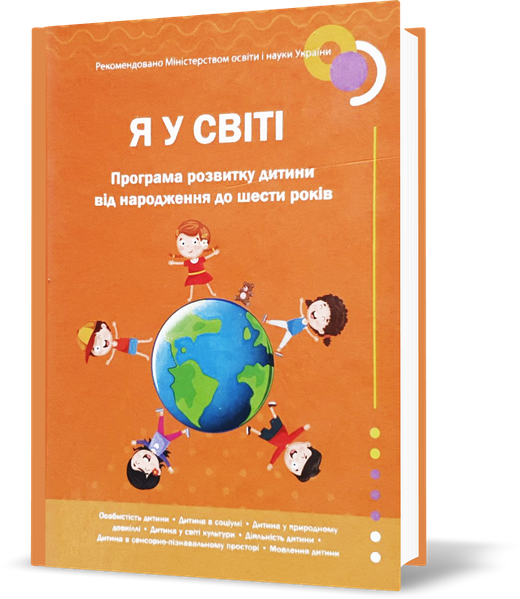 Рекомендовано Міністерством освіти і науки України
Я У СВІТІ
Програма розвитку дитини
від народження до шести років
Особистість дитини • Дитина в соціумі • Дитина у природному
довкіллі • Дитина у світі культури • Діяльність дитини •
Дитина в сенсорно-пізнавальному просторі • Мовлення дитини